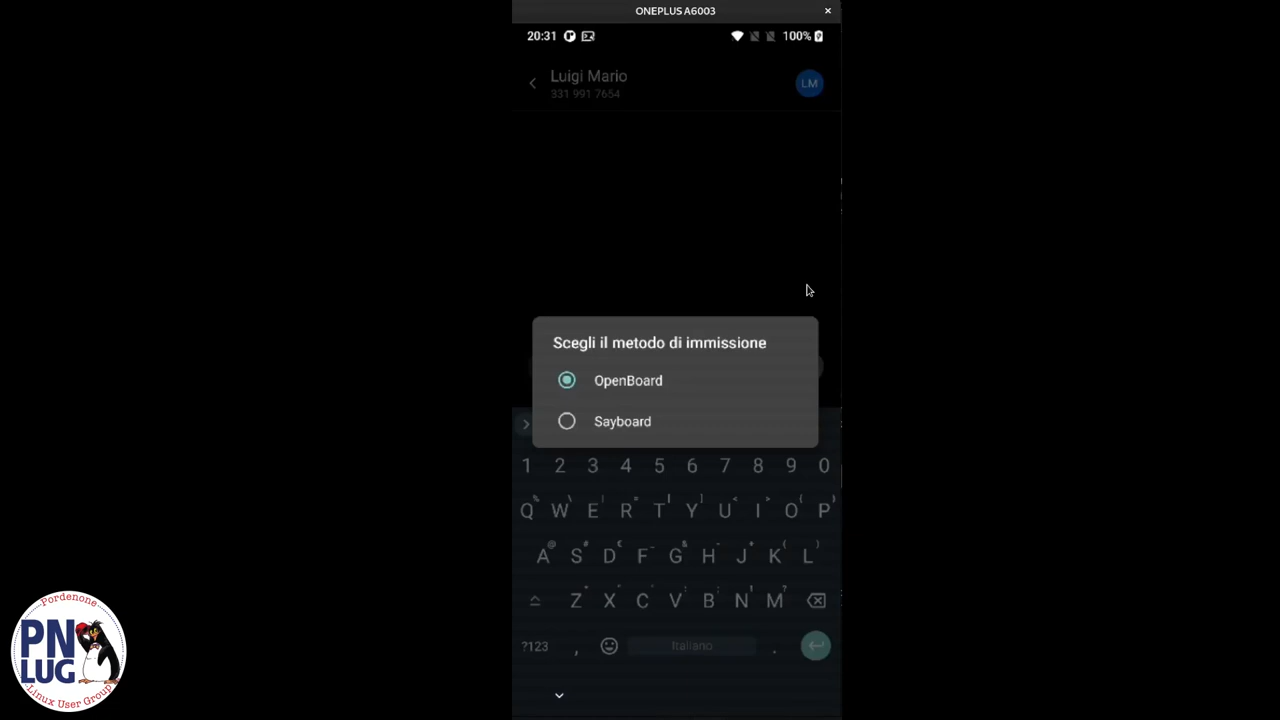 ONEPLUS A6003
20:31
100%
Luigi Mario
331 991 7654
LM
Scegli il metodo di immissione
OpenBoard
Sayboard
1 2 3 4 5 6 7 8 9 0
Q W E R T Y U I O P
A S D F G H J K L
Z X C V B N M
?123 , Italiano .
Pordenone
PN
LUG
Linux User Group